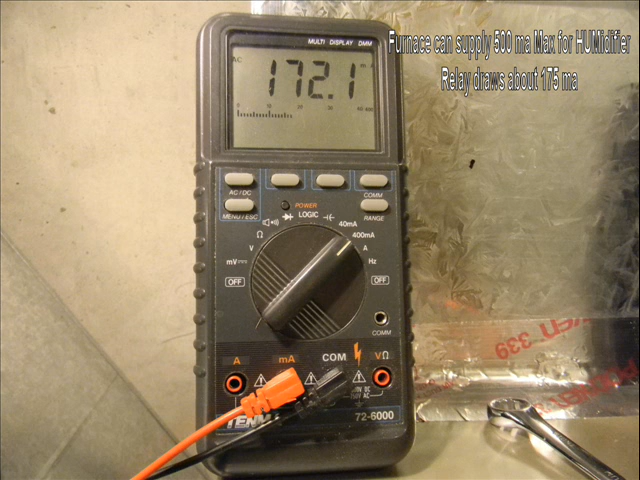 Furnace can supply 500 ma Max for HUMidifier
Relay draws about 175 ma
MULTI DISPLAY DMM
AC
172.1 m
AC/DC
COMM
MENU/ESC
POWER
RANGE
LOGIC
40mA
Ω
400mA
V
A
mV
Hz
OFF
OFF
COMM
A
mA
COM
VΩ
TENM
72-6000
339